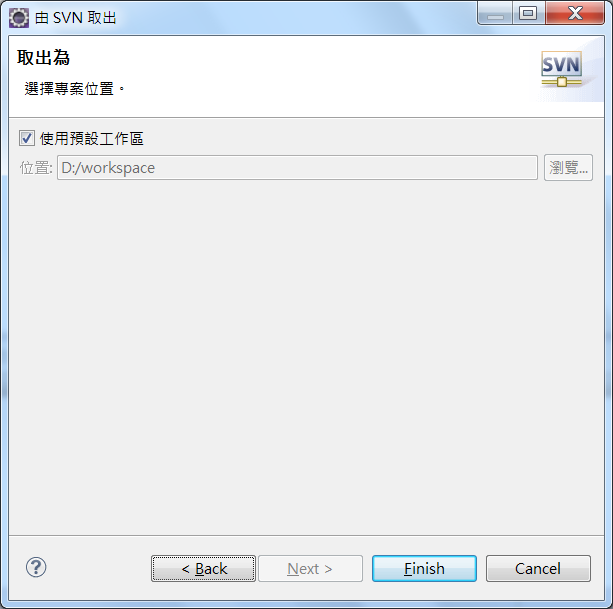 由 SVN 取出
取出為
選擇專案位置。
SVN
使用預設工作區
位置: D:/workspace 瀏覽...
? < Back Next > Finish Cancel